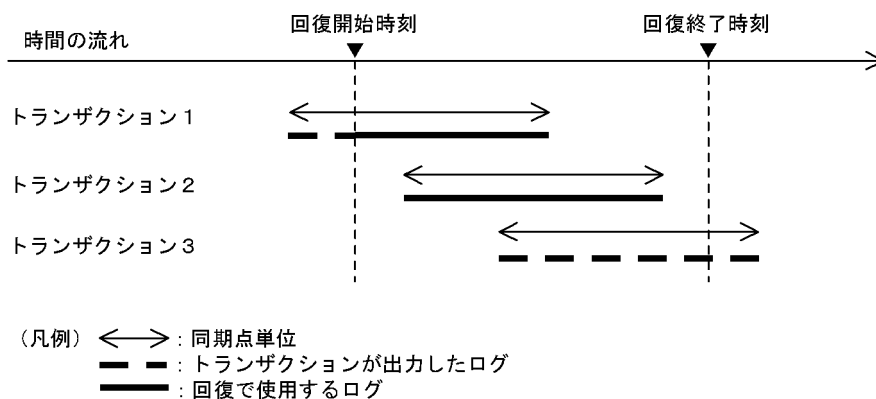 回復開始時刻
回復終了時刻
時間の流れ
トランザクション1
トランザクション2
トランザクション3
（凡例）
：同期点単位
：トランザクションが出力したログ
：回復で使用するログ